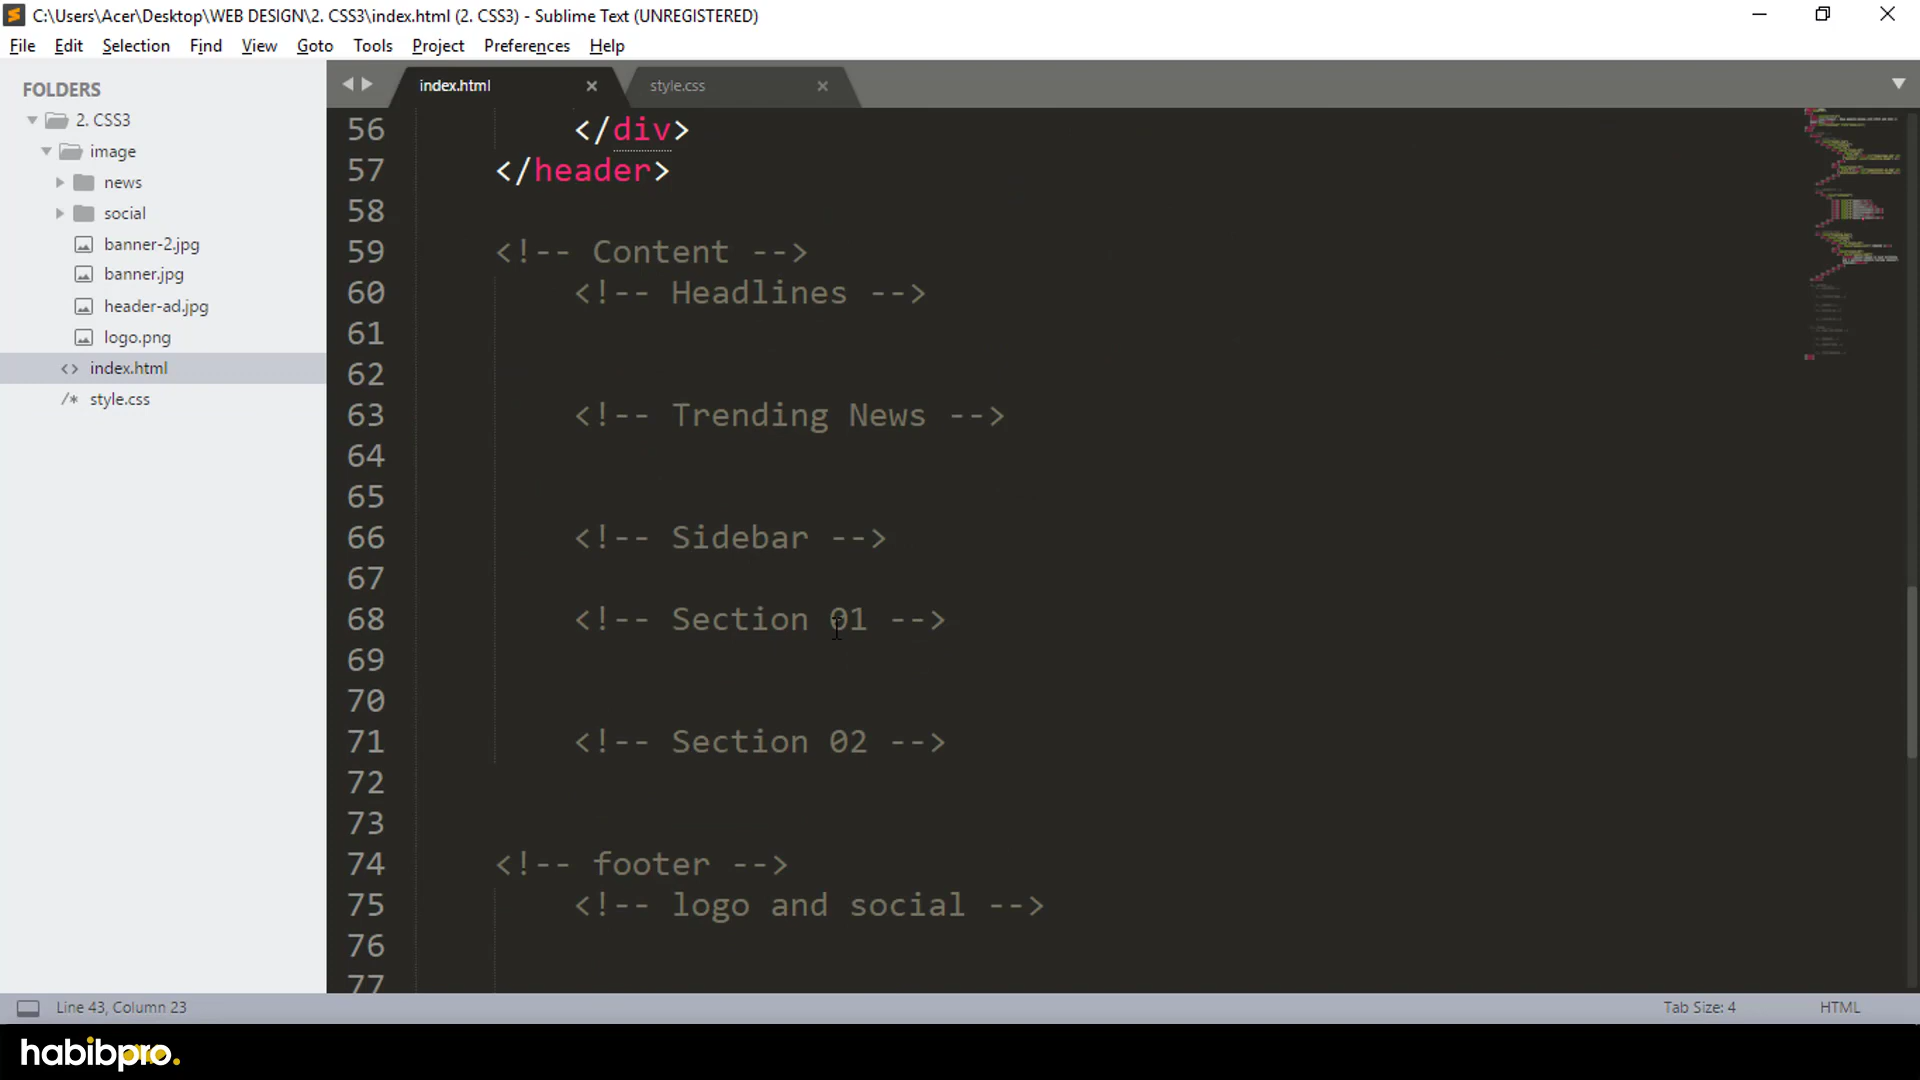 C:\Users\Acer\Desktop\WEB DESIGN\2. CSS3\index.html (2. CSS3) - Sublime Text (UNREGISTERED)
File Edit Selection Find View Goto Tools Project Preferences Help
FOLDERS
2. CSS3
image
news
social
banner-2.jpg
banner.jpg
header-ad.jpg
logo.png
<> index.html
/* style.css
index.html × style.css ×
56 </div>
57 </header>
58
59 <!-- Content -->
60 <!-- Headlines -->
61
62
63 <!-- Trending News -->
64
65
66 <!-- Sidebar -->
67
68 <!-- Section 01 -->
69
70
71 <!-- Section 02 -->
72
73
74 <!-- footer -->
75 <!-- logo and social -->
76
77
Line 43, Column 23 Tab Size: 4 HTML
habibpro.